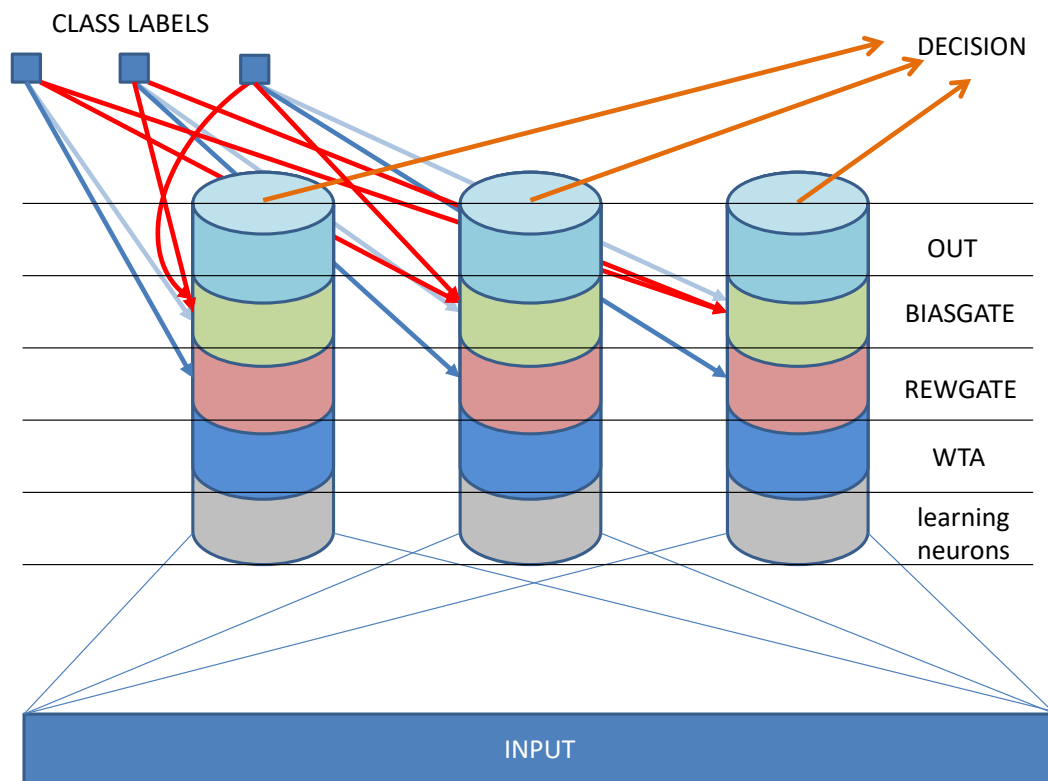 CLASS LABELS
DECISION
OUT
BIASGATE
REWGATE
WTA
learning
neurons
INPUT